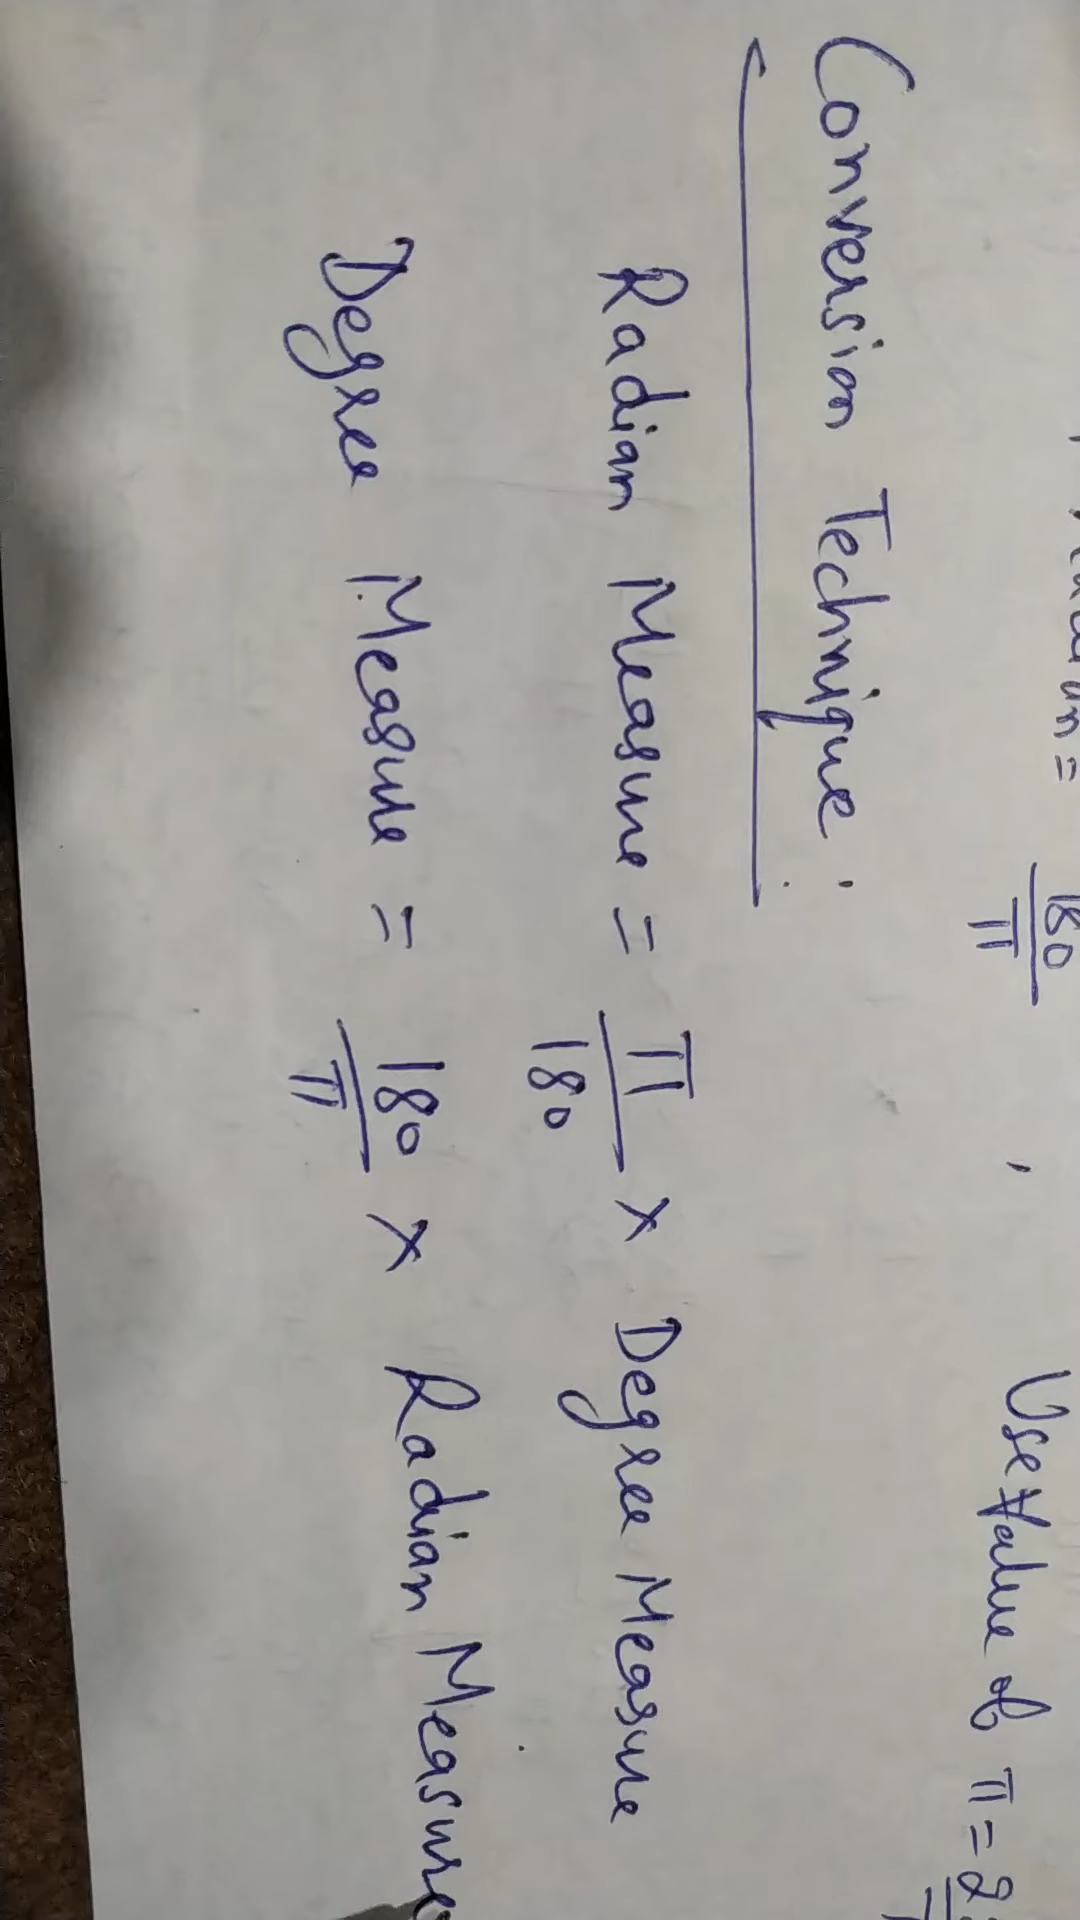 = 180/π , Use Value of π =
Conversion Technique:
Radian Measure = π/180 × Degree Measure
Degree Measure = 180/π × Radian Measure